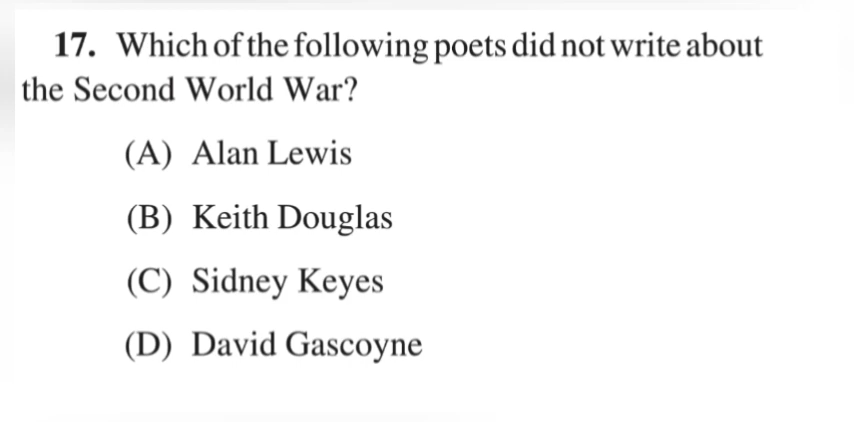 17. Which of the following poets did not write about
the Second World War?
(A) Alan Lewis
(B) Keith Douglas
(C) Sidney Keyes
(D) David Gascoyne